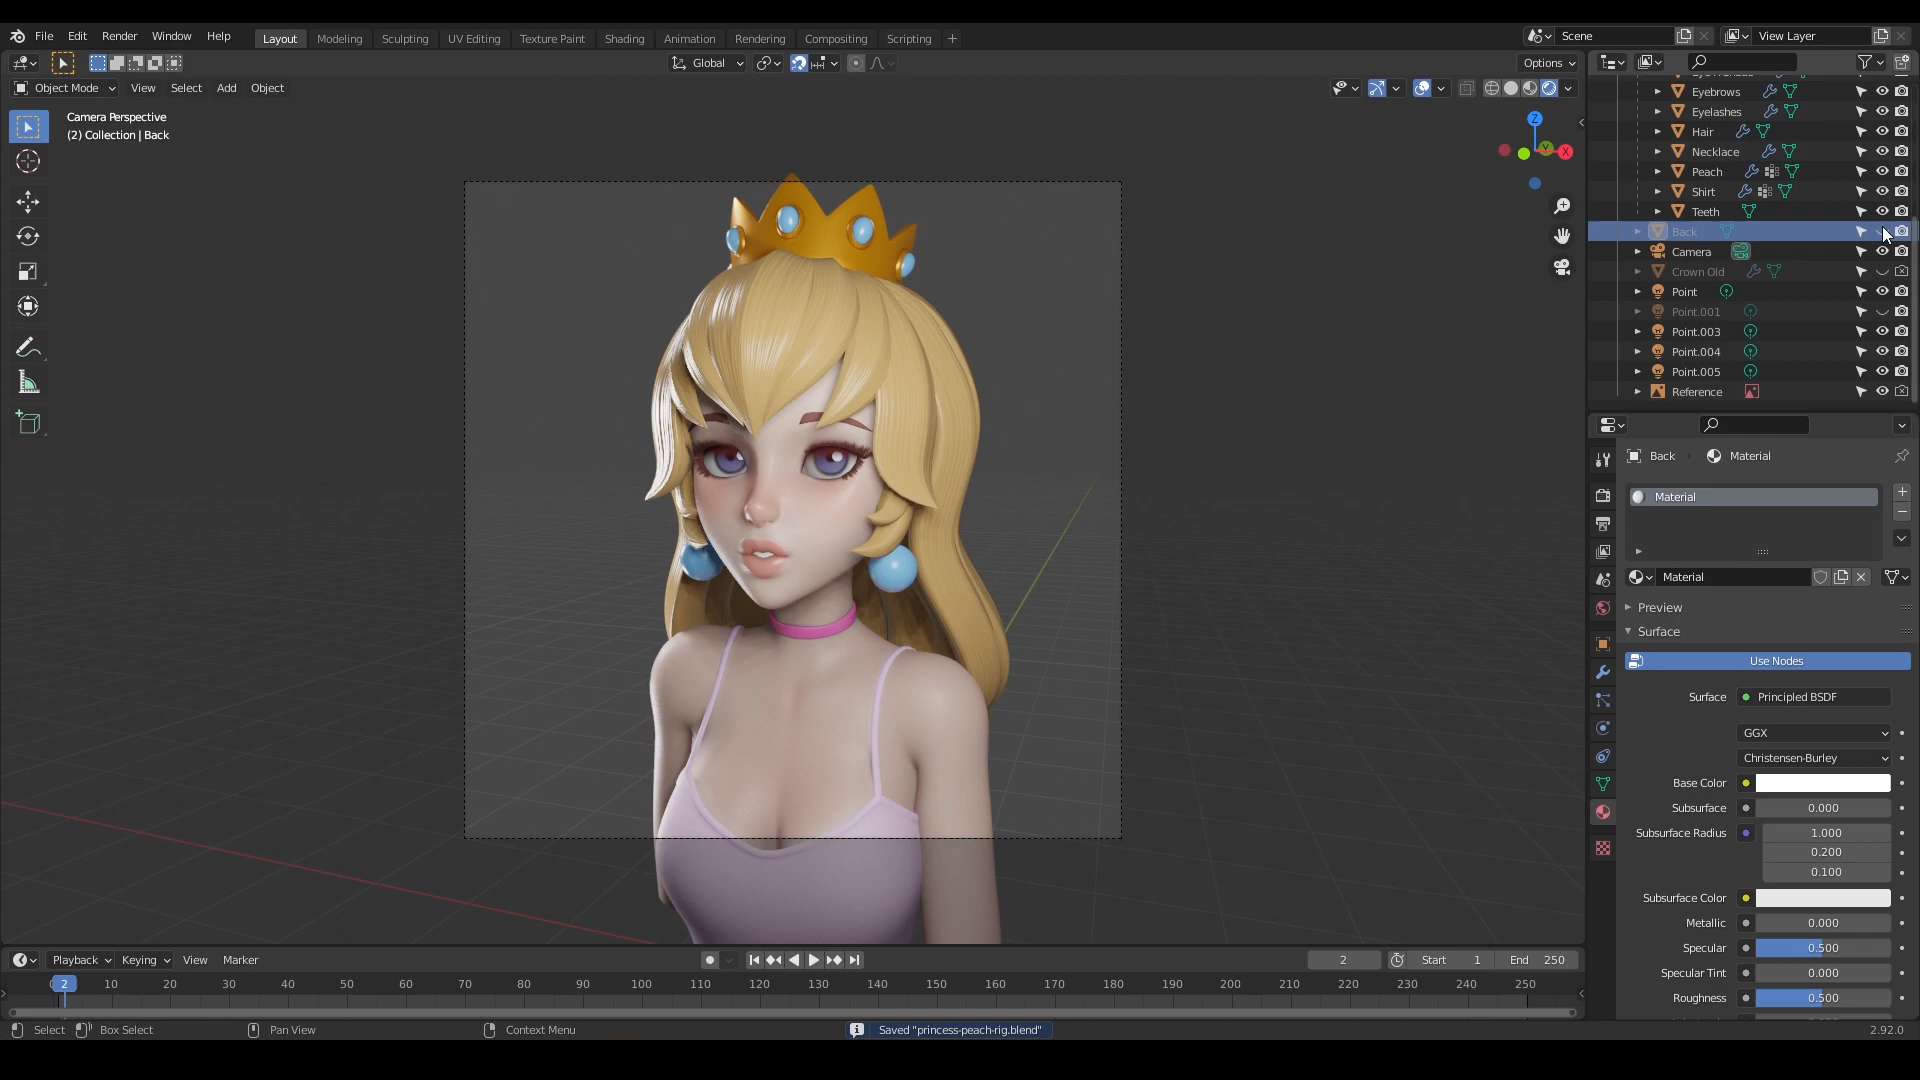 File Edit Render Window Help Layout Modeling Sculpting UV Editing Texture Paint Shading Animation Rendering Compositing Scripting + Scene View Layer
Global Options
Object Mode View Select Add Object
Camera Perspective
(2) Collection | Back
Z
Y
X
Eyebrows
Eyelashes
Hair
Necklace
Peach
Shirt
Teeth
Back
Camera
Crown Old
Point
Point.001
Point.003
Point.004
Point.005
Reference
Back Material
Material
Material
Preview
Surface
Use Nodes
Surface Principled BSDF
GGX
Christensen-Burley
Base Color
Subsurface 0.000
Subsurface Radius 1.000
0.200
0.100
Subsurface Color
Metallic 0.000
Specular 0.500
Specular Tint 0.000
Roughness 0.500
Playback Keying View Marker 2 Start 1 End 250
2 10 20 30 40 50 60 70 80 90 100 110 120 130 140 150 160 170 180 190 200 210 220 230 240 250
Select Box Select Pan View Context Menu Saved "princess-peach-rig.blend" 2.92.0